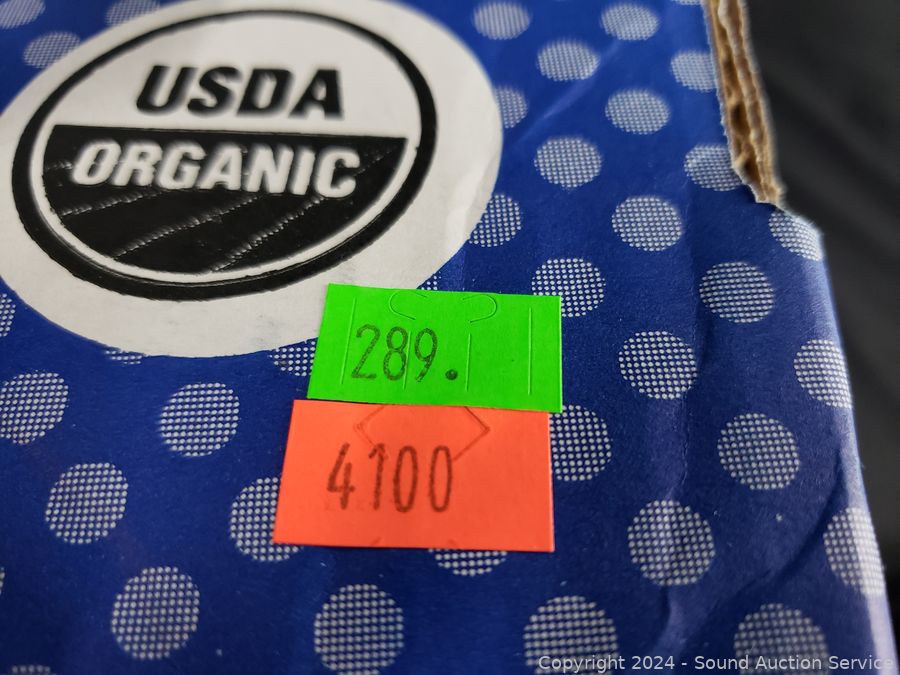 USDA
ORGANIC
289.
4100
Copyright 2024 - Sound Auction Service